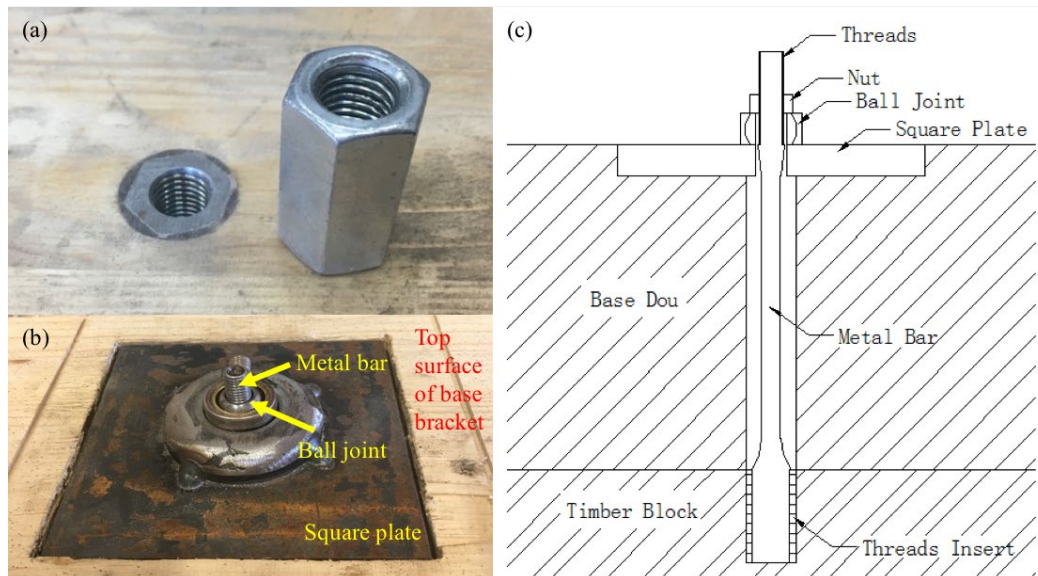 (a)
(b)
Metal bar
Ball joint
Square plate
Top
surface
of base
bracket
(c)
Threads
Nut
Ball Joint
Square Plate
Base Dou
Metal Bar
Timber Block
Threads Insert